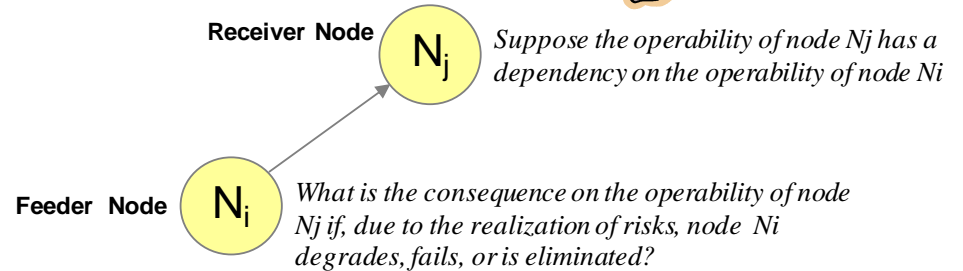 Receiver Node
Nj
Suppose the operability of node Nj has a
dependency on the operability of node Ni
Feeder Node
Ni
What is the consequence on the operability of node
Nj if, due to the realization of risks, node Ni
degrades, fails, or is eliminated?